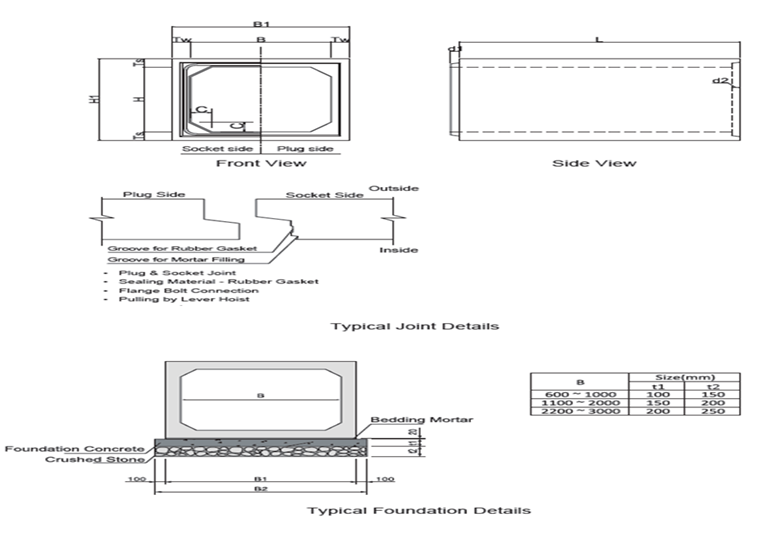 B1
Tw B Tw
L
d1
Ts
d2
H1 H
C
C
Ts
Socket side Plug side
Front View
Side View
Outside
Plug Side Socket Side
Groove for Rubber Gasket
Inside
Groove for Mortar Filling
- Plug & Socket Joint
- Sealing Material - Rubber Gasket
- Flange Bolt Connection
- Pulling by Lever Hoist
Typical Joint Details
B Size(mm)
t1 t2
600 ~ 1000 100 150
1100 ~ 2000 150 200
2200 ~ 3000 200 250
B
Bedding Mortar
20
t1
t2
Foundation Concrete
Crushed Stone
100 B1 100
B2
Typical Foundation Details